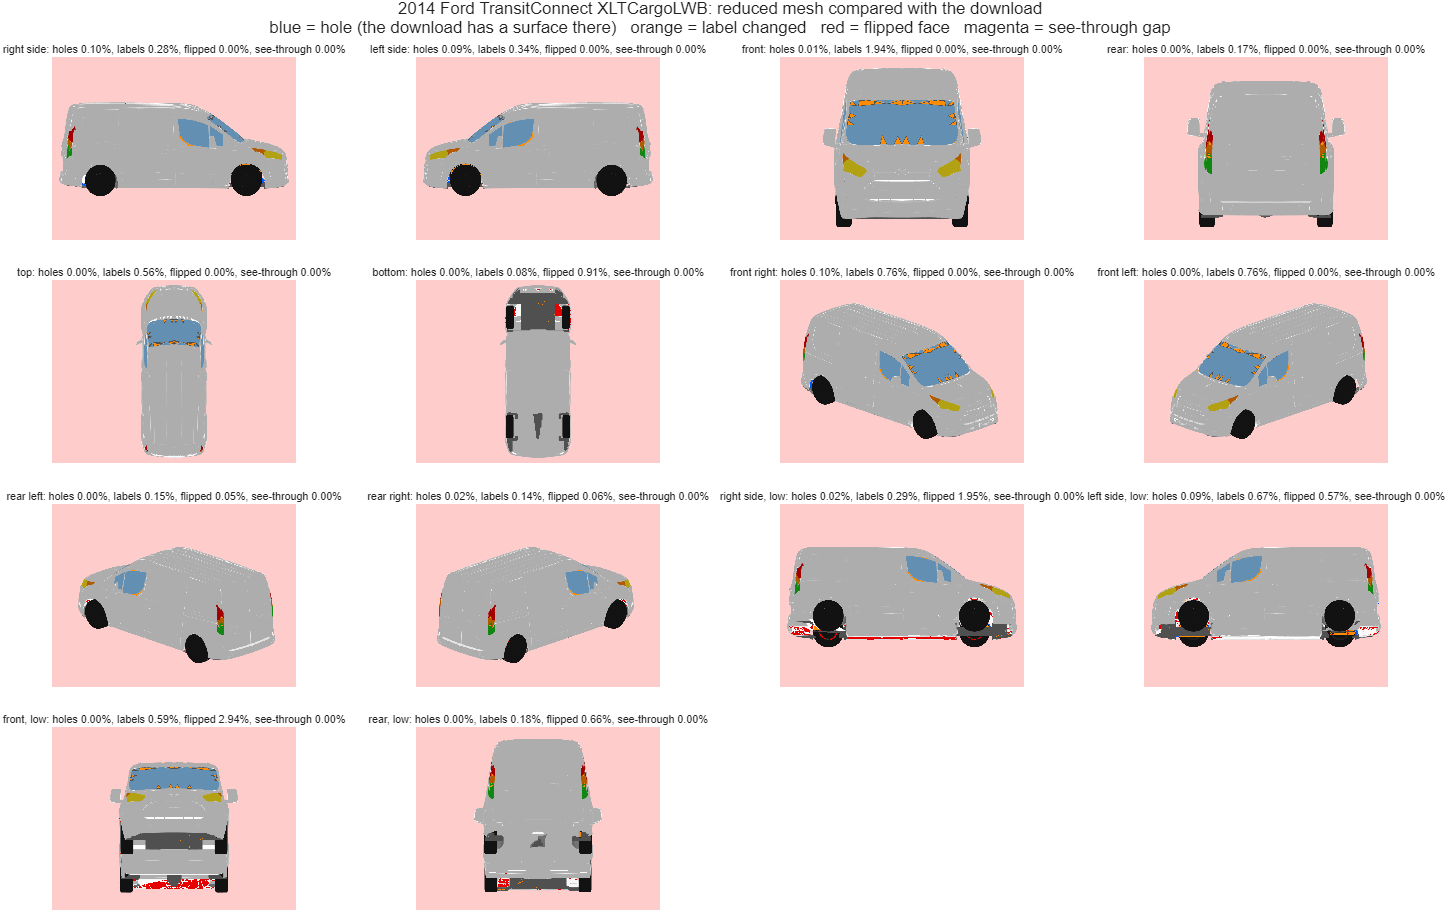 2014 Ford TransitConnect XLTCargoLWB: reduced mesh compared with the download
blue = hole (the download has a surface there)   orange = label changed   red = flipped face   magenta = see-through gap
right side: holes 0.10%, labels 0.28%, flipped 0.00%, see-through 0.00%
left side: holes 0.09%, labels 0.34%, flipped 0.00%, see-through 0.00%
front: holes 0.01%, labels 1.94%, flipped 0.00%, see-through 0.00%
rear: holes 0.00%, labels 0.17%, flipped 0.00%, see-through 0.00%
top: holes 0.00%, labels 0.56%, flipped 0.00%, see-through 0.00%
bottom: holes 0.00%, labels 0.08%, flipped 0.91%, see-through 0.00%
front right: holes 0.10%, labels 0.76%, flipped 0.00%, see-through 0.00%
front left: holes 0.00%, labels 0.76%, flipped 0.00%, see-through 0.00%
rear left: holes 0.00%, labels 0.15%, flipped 0.05%, see-through 0.00%
rear right: holes 0.02%, labels 0.14%, flipped 0.06%, see-through 0.00%
right side, low: holes 0.02%, labels 0.29%, flipped 1.95%, see-through 0.00%
left side, low: holes 0.09%, labels 0.67%, flipped 0.57%, see-through 0.00%
front, low: holes 0.00%, labels 0.59%, flipped 2.94%, see-through 0.00%
rear, low: holes 0.00%, labels 0.18%, flipped 0.66%, see-through 0.00%